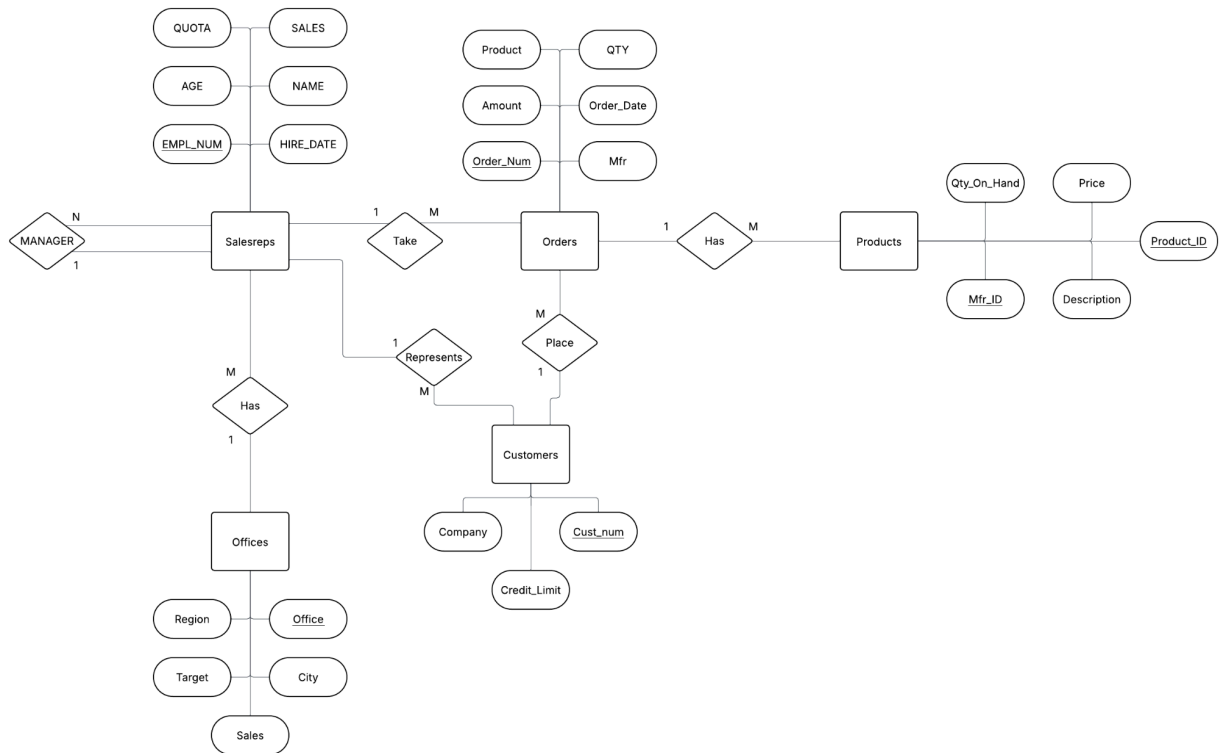 QUOTA
SALES
AGE
NAME
EMPL_NUM
HIRE_DATE
Product
QTY
Amount
Order_Date
Order_Num
Mfr
Qty_On_Hand
Price
Product_ID
Mfr_ID
Description
MANAGER
N
1
Salesreps
1
Take
M
Orders
1
Has
M
Products
1
Represents
M
M
Place
1
M
Has
1
Customers
Company
Cust_num
Credit_Limit
Offices
Region
Office
Target
City
Sales